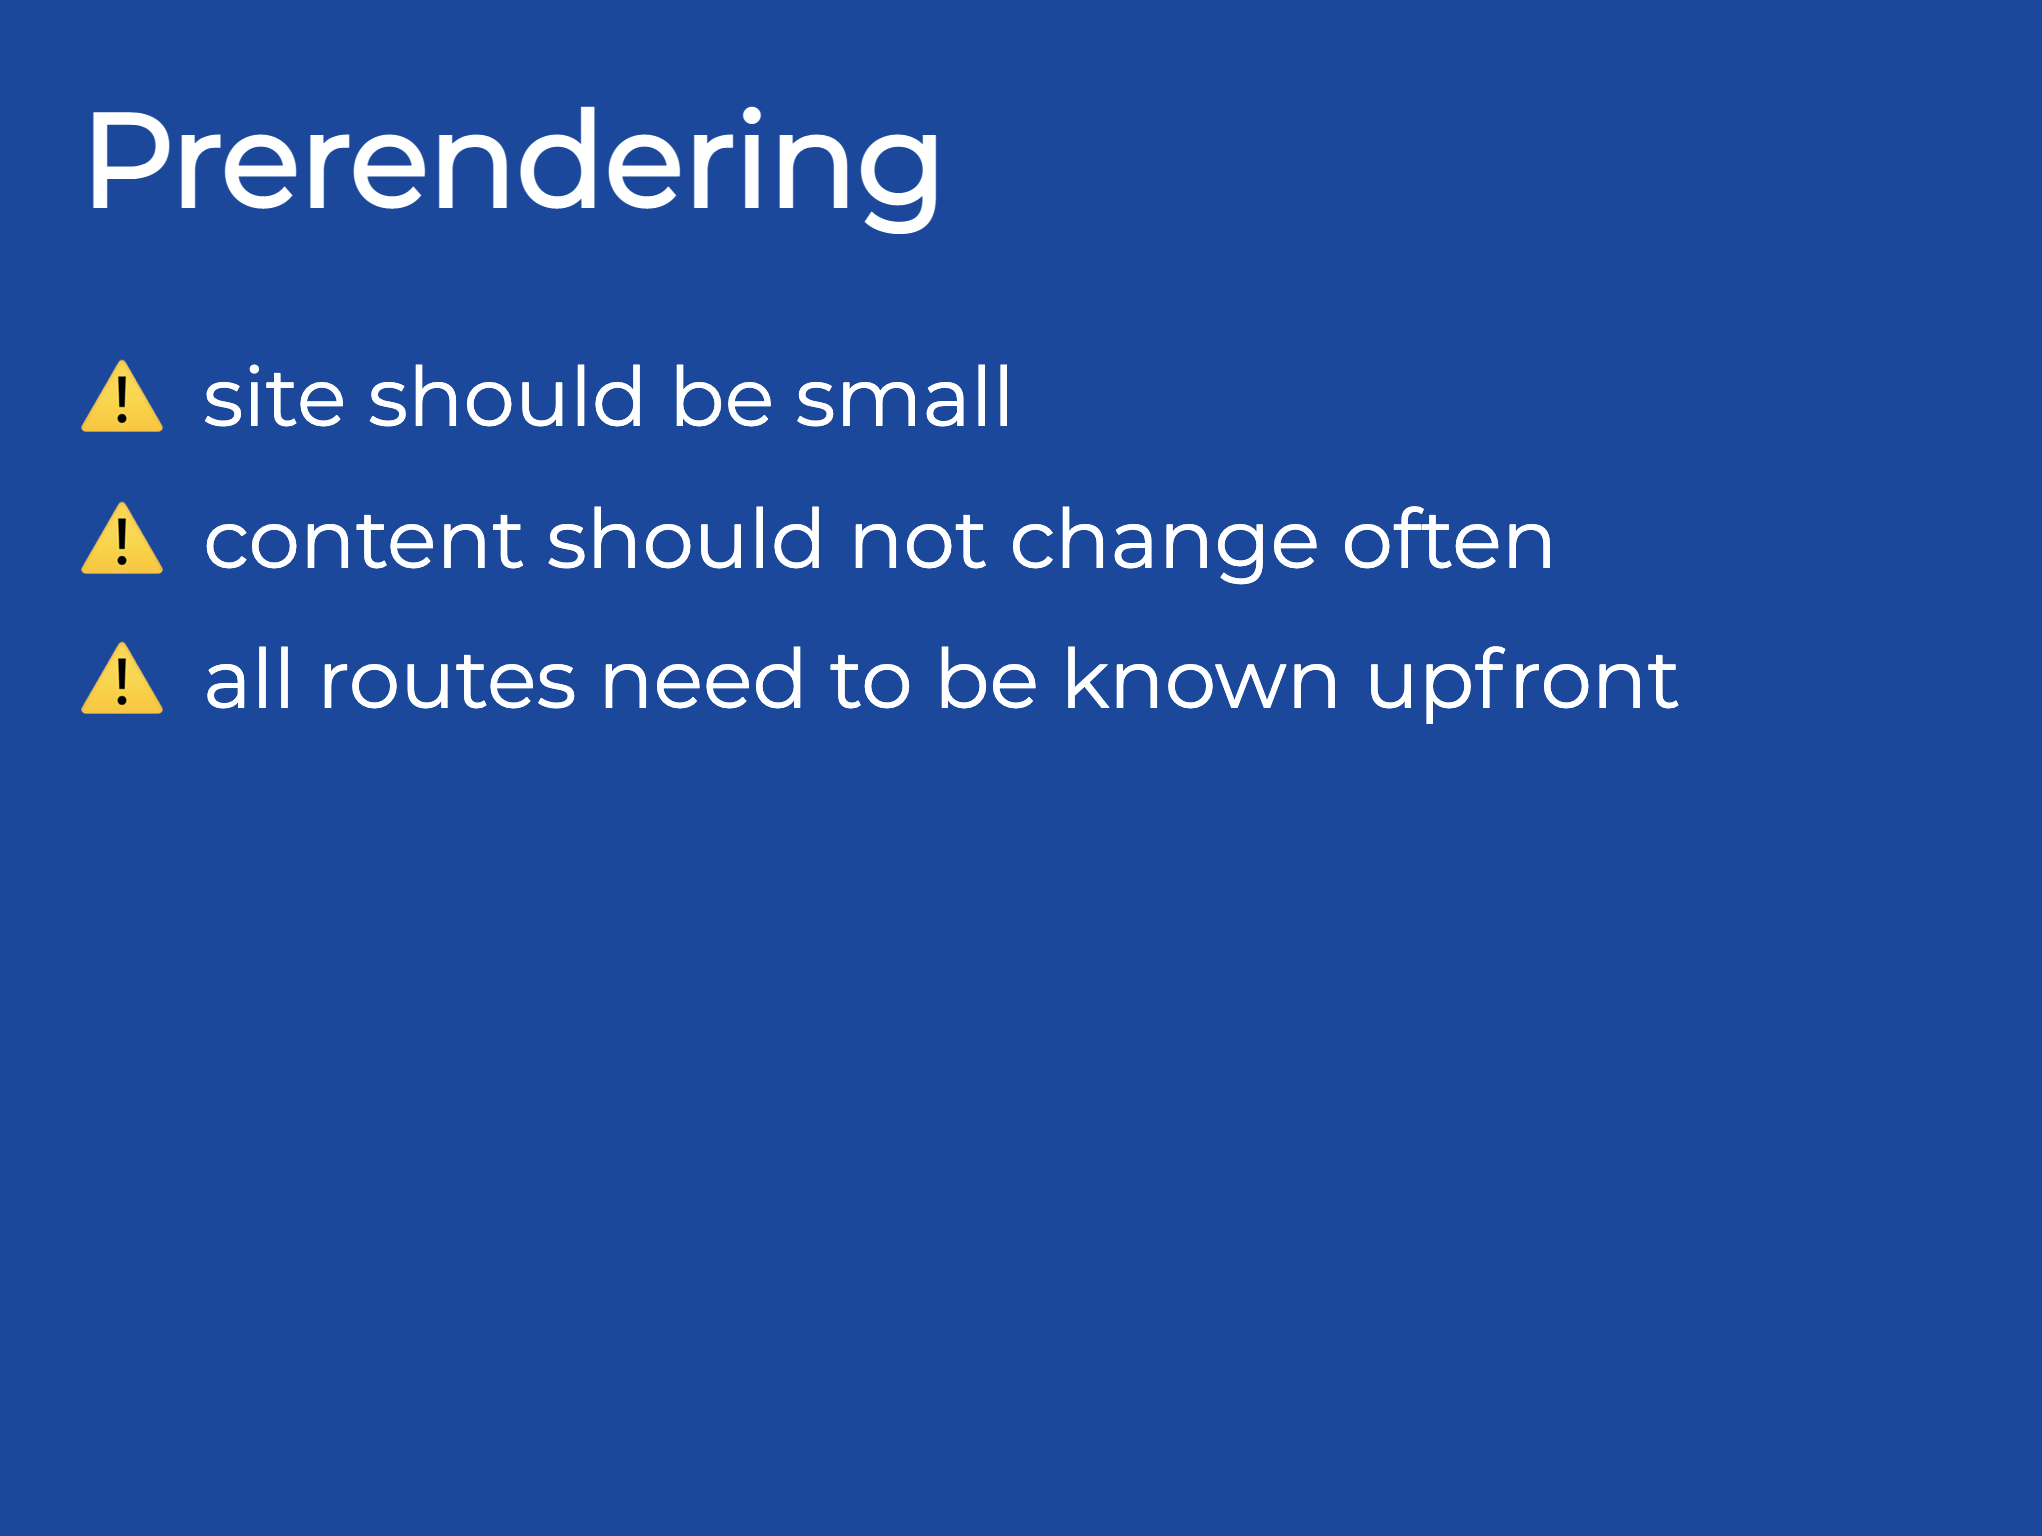 Prerendering
⚠️ site should be small
⚠️ content should not change often
⚠️ all routes need to be known upfront